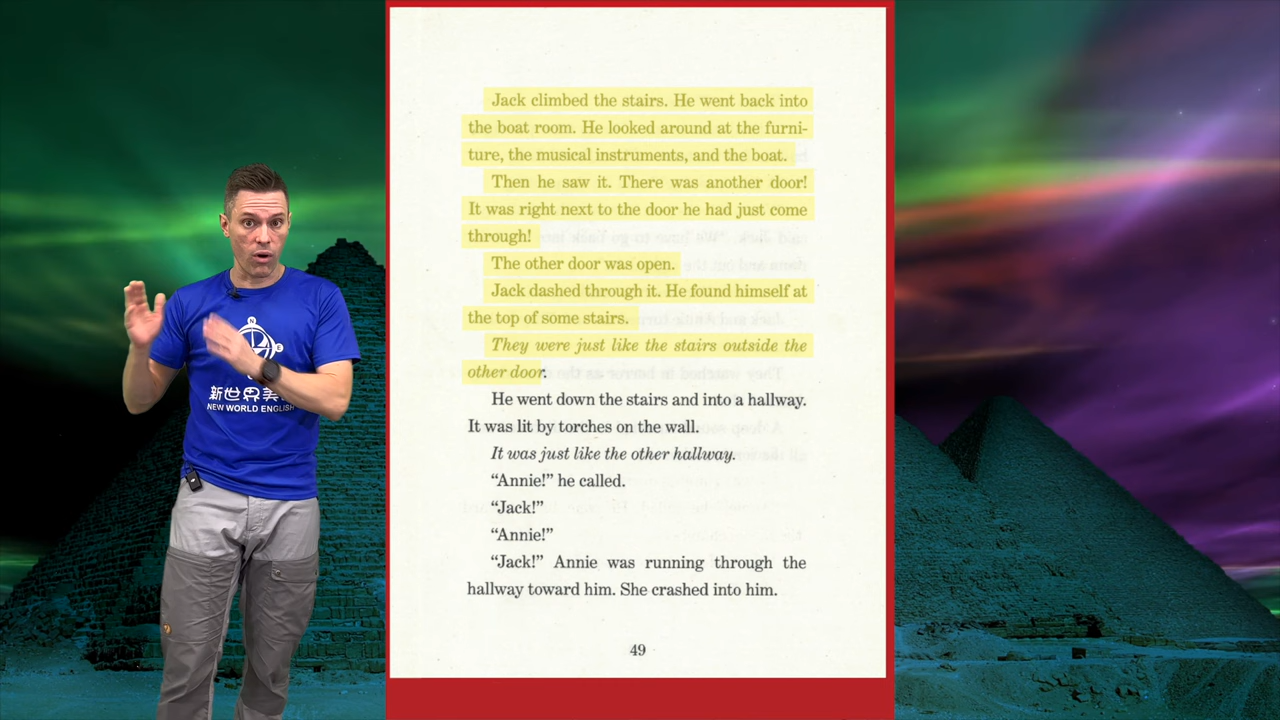 Jack climbed the stairs. He went back into
the boat room. He looked around at the furni-
ture, the musical instruments, and the boat.
Then he saw it. There was another door!
It was right next to the door he had just come
through!
The other door was open.
Jack dashed through it. He found himself at
the top of some stairs.
They were just like the stairs outside the
other door.
He went down the stairs and into a hallway.
It was lit by torches on the wall.
It was just like the other hallway.
“Annie!” he called.
“Jack!”
“Annie!”
“Jack!” Annie was running through the
hallway toward him. She crashed into him.
49
N
E
新世界美
NEW WORLD ENGLISH